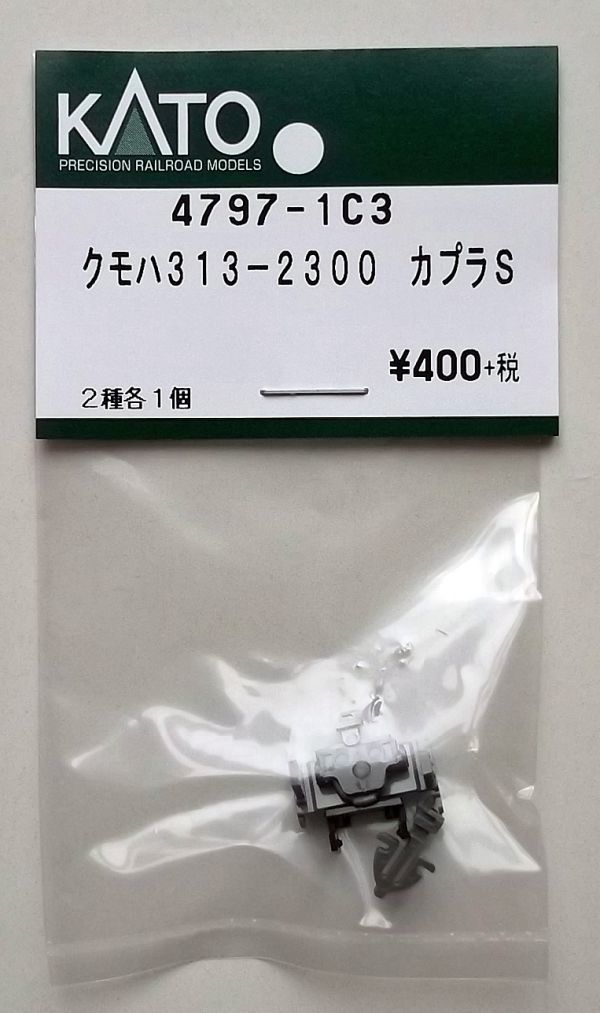 KATO
PRECISION RAILROAD MODELS
4797-1C3
クモハ313-2300 カプラS
¥400+税
2種各1個